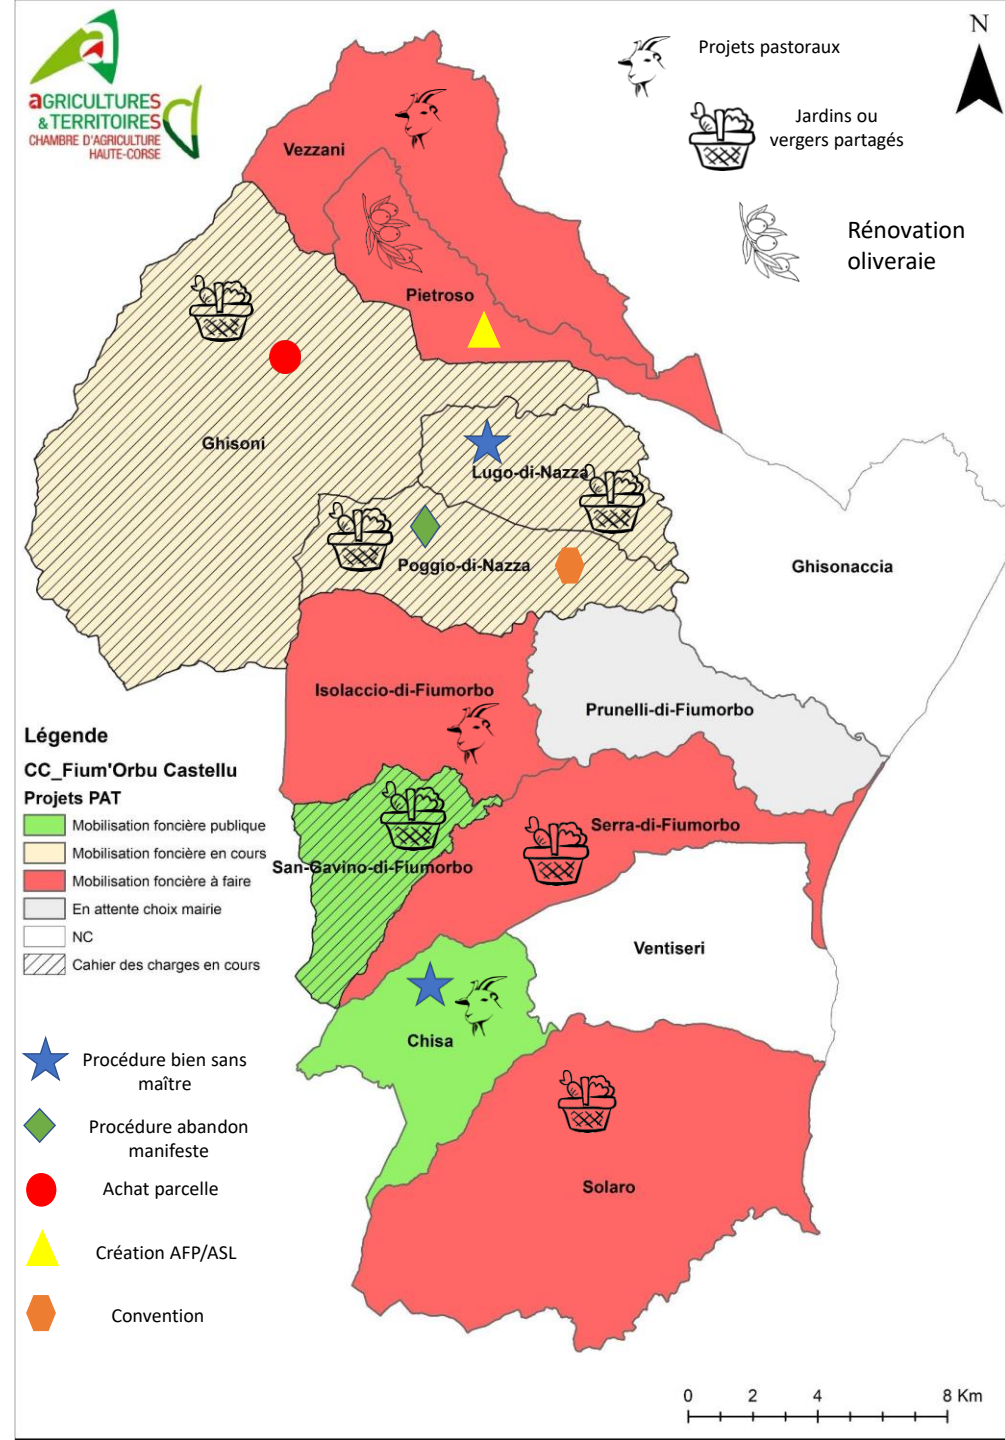 aGRICULTURES
& TERRITOIRES
CHAMBRE D'AGRICULTURE
HAUTE-CORSE
Projets pastoraux
N
Jardins ou
vergers partagés
Rénovation
oliveraie
Vezzani
Pietroso
Ghisoni
Lugo-di-Nazza
Poggio-di-Nazza
Ghisonaccia
Isolaccio-di-Fiumorbo
Prunelli-di-Fiumorbo
Serra-di-Fiumorbo
San-Gavino-di-Fiumorbo
Ventiseri
Chisa
Solaro
Légende
CC_Fium'Orbu Castellu
Projets PAT
Mobilisation foncière publique
Mobilisation foncière en cours
Mobilisation foncière à faire
En attente choix mairie
NC
Cahier des charges en cours
Procédure bien sans
maître
Procédure abandon
manifeste
Achat parcelle
Création AFP/ASL
Convention
0 2 4 8 Km